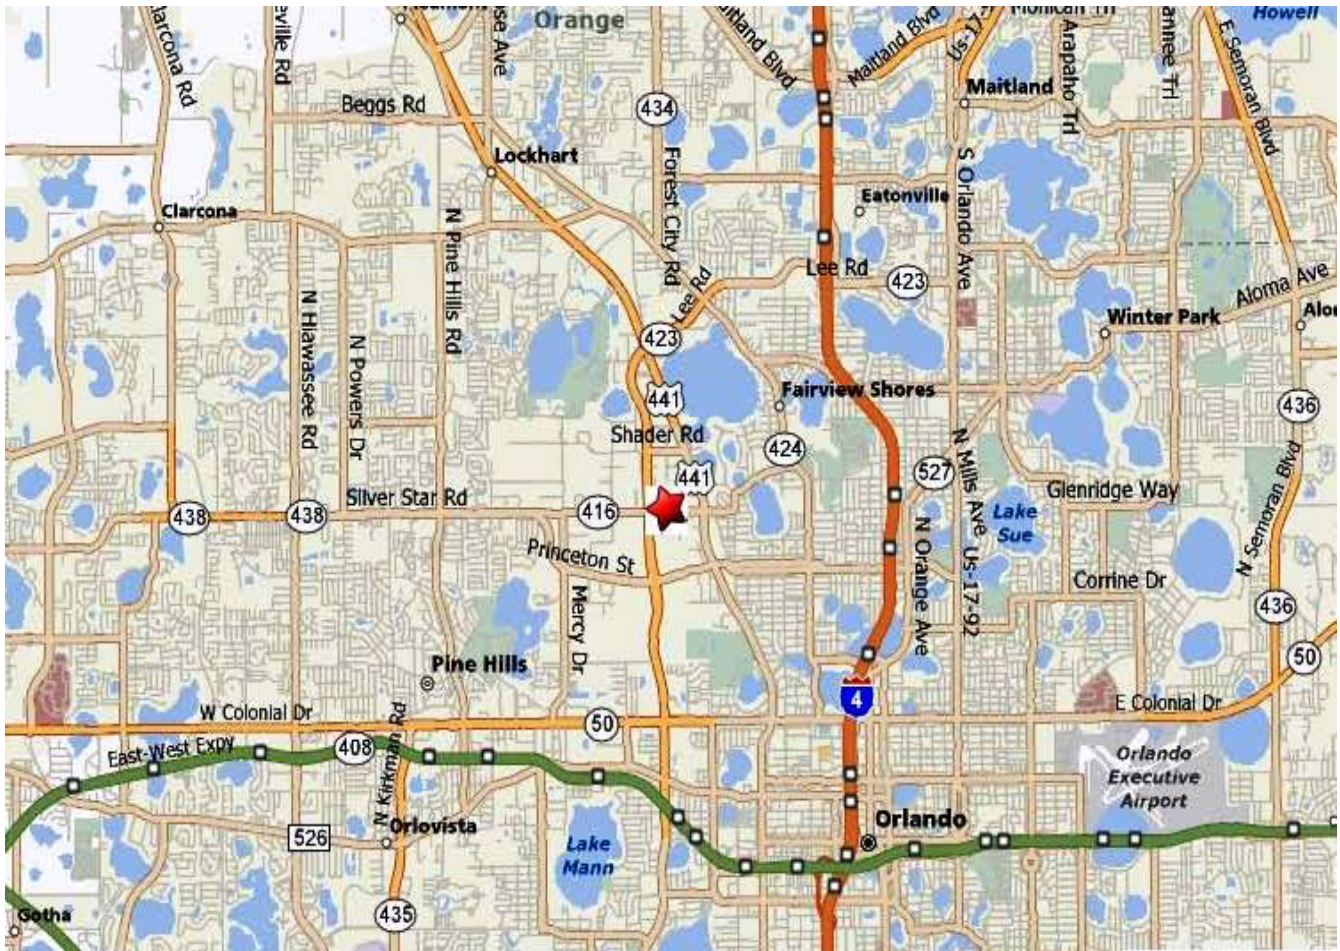 Orange
Howell
Clarcona Rd
Maitland Blvd
Maitland Blvd
E Semoran Blvd
Maitland
Arapaho Trl
Beggs Rd
434
Lockhart
Forest City Rd
S Orlando Ave
Eatonville
Clarcona
N Pine Hills Rd
Lee Rd
Lee Rd
423
Aloma Ave
N Hiawassee Rd
N Powers Dr
Winter Park
423
441
Fairview Shores
436
Shader Rd
424
441
527
N Mills Ave
Us-17-92
Glenridge Way
N Semoran Blvd
Silver Star Rd
438
438
416
Lake
Sue
N Orange Ave
Princeton St
Corrine Dr
Mercy Dr
436
Pine Hills
50
4
W Colonial Dr
50
E Colonial Dr
East-West Expy
408
N Kirkman Rd
Orlando
Executive
Airport
Orlando
526
Orlovista
Lake
Mann
435
Gotha